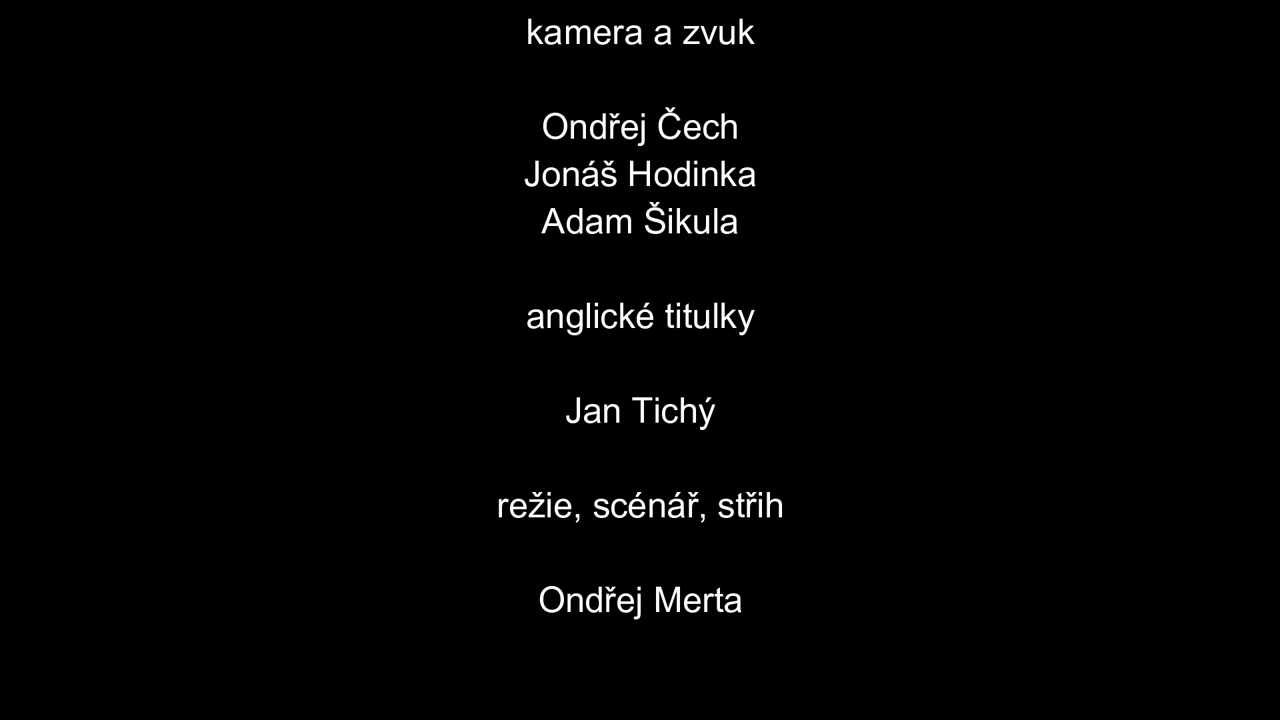 kamera a zvuk
Ondřej Čech
Jonáš Hodinka
Adam Šikula
anglické titulky
Jan Tichý
režie, scénář, střih
Ondřej Merta